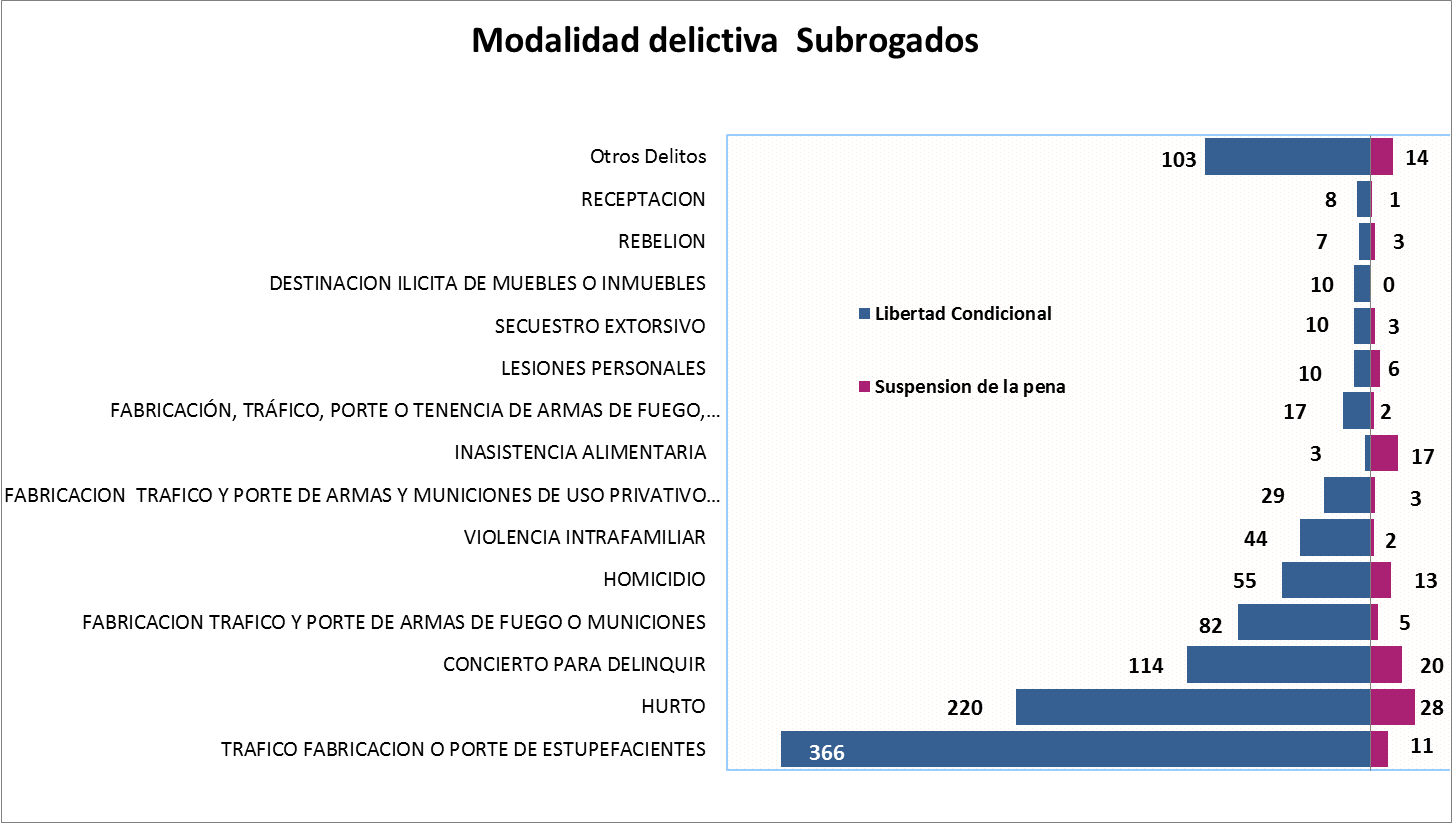 Modalidad delictiva  Subrogados
Otros Delitos 103 14
RECEPTACION 8 1
REBELION 7 3
DESTINACION ILICITA DE MUEBLES O INMUEBLES 10 0
SECUESTRO EXTORSIVO 10 3
LESIONES PERSONALES 10 6
FABRICACIÓN, TRÁFICO, PORTE O TENENCIA DE ARMAS DE FUEGO,... 17 2
INASISTENCIA ALIMENTARIA 3 17
FABRICACION  TRAFICO Y PORTE DE ARMAS Y MUNICIONES DE USO PRIVATIVO... 29 3
VIOLENCIA INTRAFAMILIAR 44 2
HOMICIDIO 55 13
FABRICACION TRAFICO Y PORTE DE ARMAS DE FUEGO O MUNICIONES 82 5
CONCIERTO PARA DELINQUIR 114 20
HURTO 220 28
TRAFICO FABRICACION O PORTE DE ESTUPEFACIENTES 366 11
Libertad Condicional
Suspension de la pena